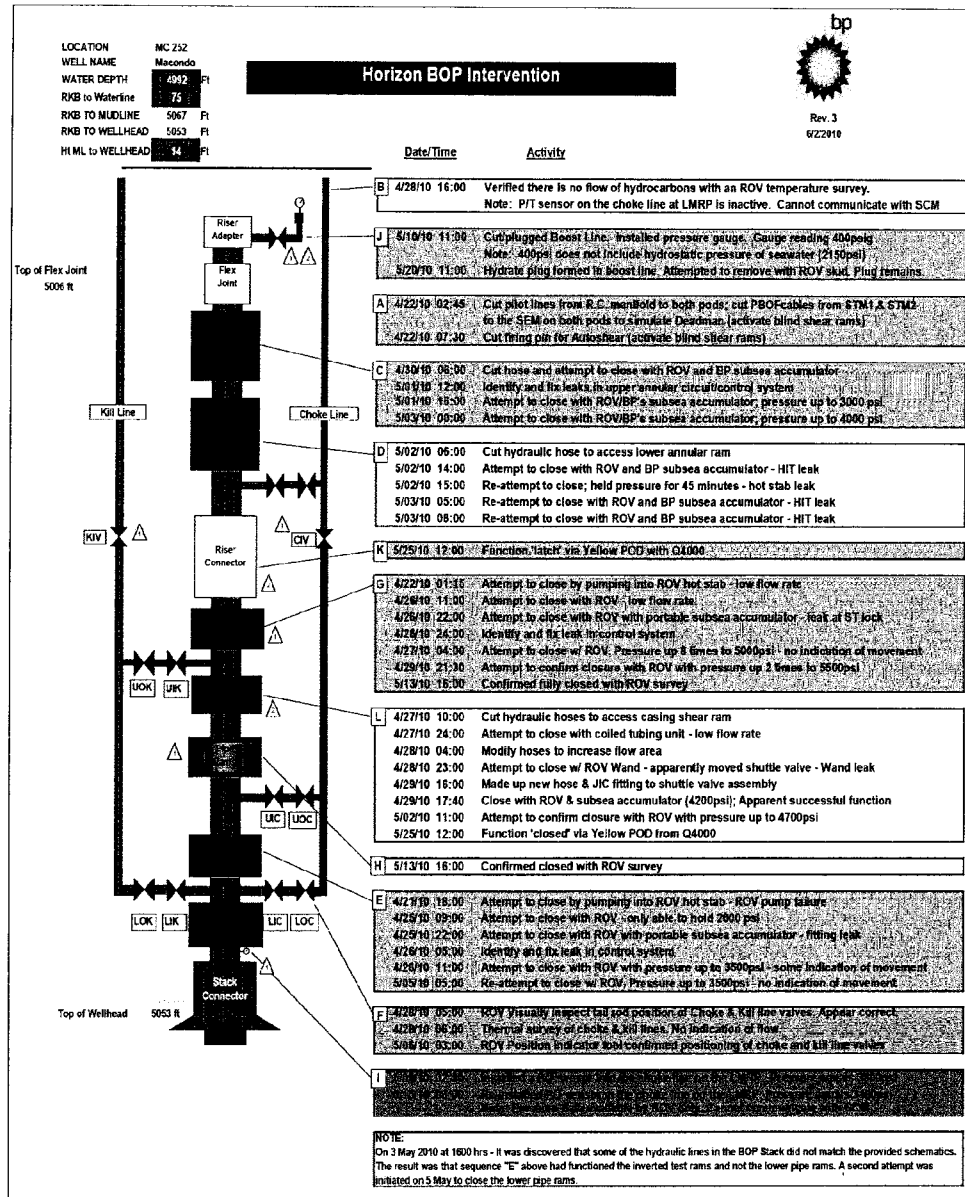 bp
LOCATION MC 252
WELL NAME Macondo
WATER DEPTH 4992 Ft
RKB to Waterline 75
RKB TO MUDLINE 5067 Ft
RKB TO WELLHEAD 5053 Ft
Ht ML to WELLHEAD 14 Ft
Horizon BOP Intervention
Rev. 3
6/2/2010
Date/Time Activity
B 4/28/10 16:00 Verified there is no flow of hydrocarbons with an ROV temperature survey.
Note: P/T sensor on the choke line at LMRP is inactive. Cannot communicate with SCM
J 5/10/10 11:00 Cut/plugged Boost Line. Installed pressure gauge. Gauge reading 400psig
Note: 400psi does not include hydrostatic pressure of seawater (2150psi)
5/20/10 11:00 Hydrate plug formed in boost line. Attempted to remove with ROV skid. Plug remains.
A 4/22/10 02:45 Cut pilot lines from R.C. manifold to both pods; cut PBOF cables from STM1 & STM2
to the SEM on both pods to simulate Deadman (activate blind shear rams)
4/22/10 07:30 Cut firing pin for Autoshear (activate blind shear rams)
C 4/30/10 06:00 Cut hose and attempt to close with ROV and BP subsea accumulator
5/01/10 12:00 Identify and fix leaks in upper annular circuit/control system
5/01/10 16:00 Attempt to close with ROV/BP's subsea accumulator; pressure up to 3000 psi
5/03/10 00:00 Attempt to close with ROV/BP's subsea accumulator; pressure up to 4000 psi
D 5/02/10 06:00 Cut hydraulic hose to access lower annular ram
5/02/10 14:00 Attempt to close with ROV and BP subsea accumulator - HIT leak
5/02/10 15:00 Re-attempt to close; held pressure for 45 minutes - hot stab leak
5/03/10 05:00 Re-attempt to close with ROV and BP subsea accumulator - HIT leak
5/03/10 08:00 Re-attempt to close with ROV and BP subsea accumulator - HIT leak
K 5/25/10 12:00 Function 'latch' via Yellow POD with Q4000
G 4/22/10 01:15 Attempt to close by pumping into ROV hot stab - low flow rate
4/26/10 11:00 Attempt to close with ROV - low flow rate
4/26/10 22:00 Attempt to close with ROV with portable subsea accumulator - leak at ST lock
4/26/10 24:00 Identify and fix leak in control system
4/27/10 04:00 Attempt to close w/ ROV. Pressure up 8 times to 5000psi - no indication of movement
4/29/10 21:30 Attempt to confirm closure with ROV with pressure up 2 times to 5500psi
5/13/10 16:00 Confirmed fully closed with ROV survey
L 4/27/10 10:00 Cut hydraulic hoses to access casing shear ram
4/27/10 24:00 Attempt to close with coiled tubing unit - low flow rate
4/28/10 04:00 Modify hoses to increase flow area
4/28/10 23:00 Attempt to close w/ ROV Wand - apparently moved shuttle valve - Wand leak
4/29/10 16:00 Made up new hose & JIC fitting to shuttle valve assembly
4/29/10 17:40 Close with ROV & subsea accumulator (4200psi); Apparent successful function
5/02/10 11:00 Attempt to confirm closure with ROV with pressure up to 4700psi
5/25/10 12:00 Function 'closed' via Yellow POD from Q4000
H 5/13/10 16:00 Confirmed closed with ROV survey
E 4/21/10 18:00 Attempt to close by pumping into ROV hot stab - ROV pump failure
4/25/10 09:00 Attempt to close with ROV - only able to hold 2000 psi
4/25/10 22:00 Attempt to close with ROV with portable subsea accumulator - fitting leak
4/26/10 05:00 Identify and fix leak in control system
4/26/10 11:00 Attempt to close with ROV with pressure up to 3500psi - some indication of movement
5/05/10 05:00 Re-attempt to close w/ ROV. Pressure up to 3500psi - no indication of movement
F 4/28/10 05:00 ROV Visually inspect tail rod position of Choke & Kill line valves. Appear correct.
4/28/10 06:00 Thermal survey of choke & kill lines. No indication of flow
5/06/10 03:00 ROV Position Indicator tool confirmed positioning of choke and kill line valves
I
NOTE:
On 3 May 2010 at 1600 hrs - It was discovered that some of the hydraulic lines in the BOP Stack did not match the provided schematics.
The result was that sequence "E" above had functioned the inverted test rams and not the lower pipe rams. A second attempt was
initiated on 5 May to close the lower pipe rams.
Riser
Adapter
Top of Flex Joint
5006 ft
Flex
Joint
Kill Line
Choke Line
KIV
CIV
Riser
Connector
UOK UIK
UIC UOC
LOK LIK LIC LOC
Stack
Connector
Top of Wellhead 5053 ft